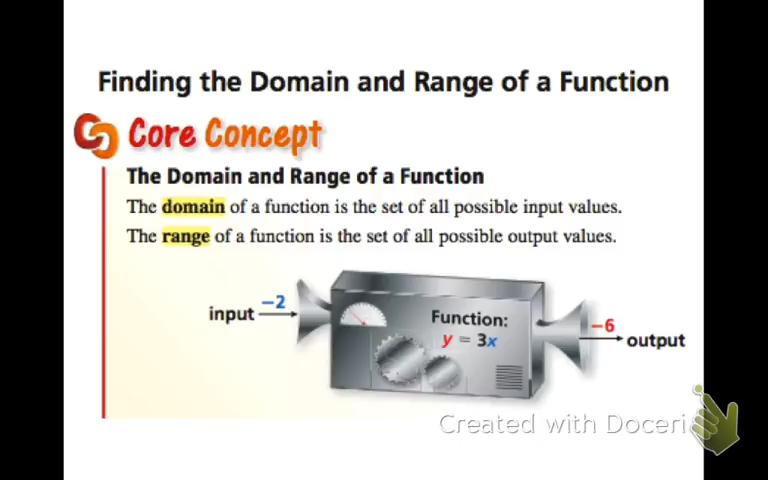 Finding the Domain and Range of a Function
Core Concept
The Domain and Range of a Function
The domain of a function is the set of all possible input values.
The range of a function is the set of all possible output values.
input
−2
Function:
y = 3x
−6
output
Created with Doceri